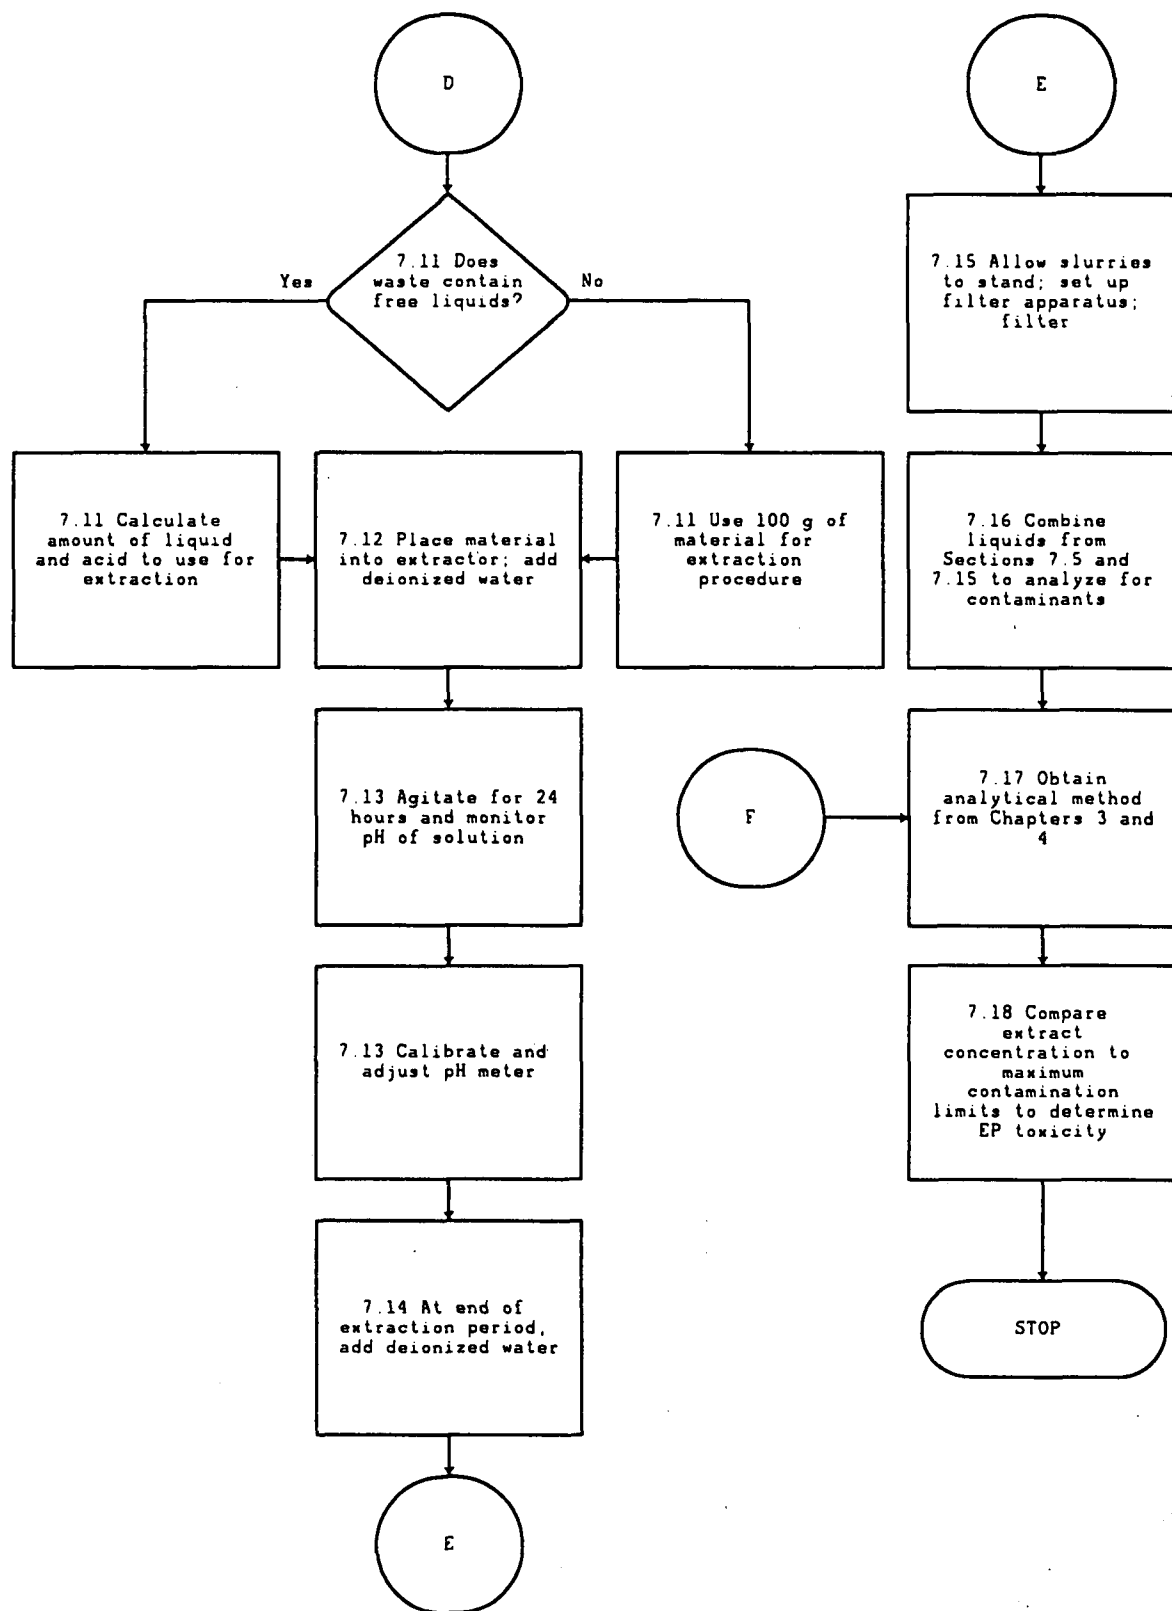 D
7.11 Does
waste contain
free liquids?
Yes
No
7.11 Calculate
amount of liquid
and acid to use for
extraction
7.12 Place material
into extractor; add
deionized water
7.11 Use 100 g of
material for
extraction
procedure
7.13 Agitate for 24
hours and monitor
pH of solution
7.13 Calibrate and
adjust pH meter
7.14 At end of
extraction period,
add deionized water
E
E
7.15 Allow slurries
to stand; set up
filter apparatus;
filter
7.16 Combine
liquids from
Sections 7.5 and
7.15 to analyze for
contaminants
F
7.17 Obtain
analytical method
from Chapters 3 and
4
7.18 Compare
extract
concentration to
maximum
contamination
limits to determine
EP toxicity
STOP